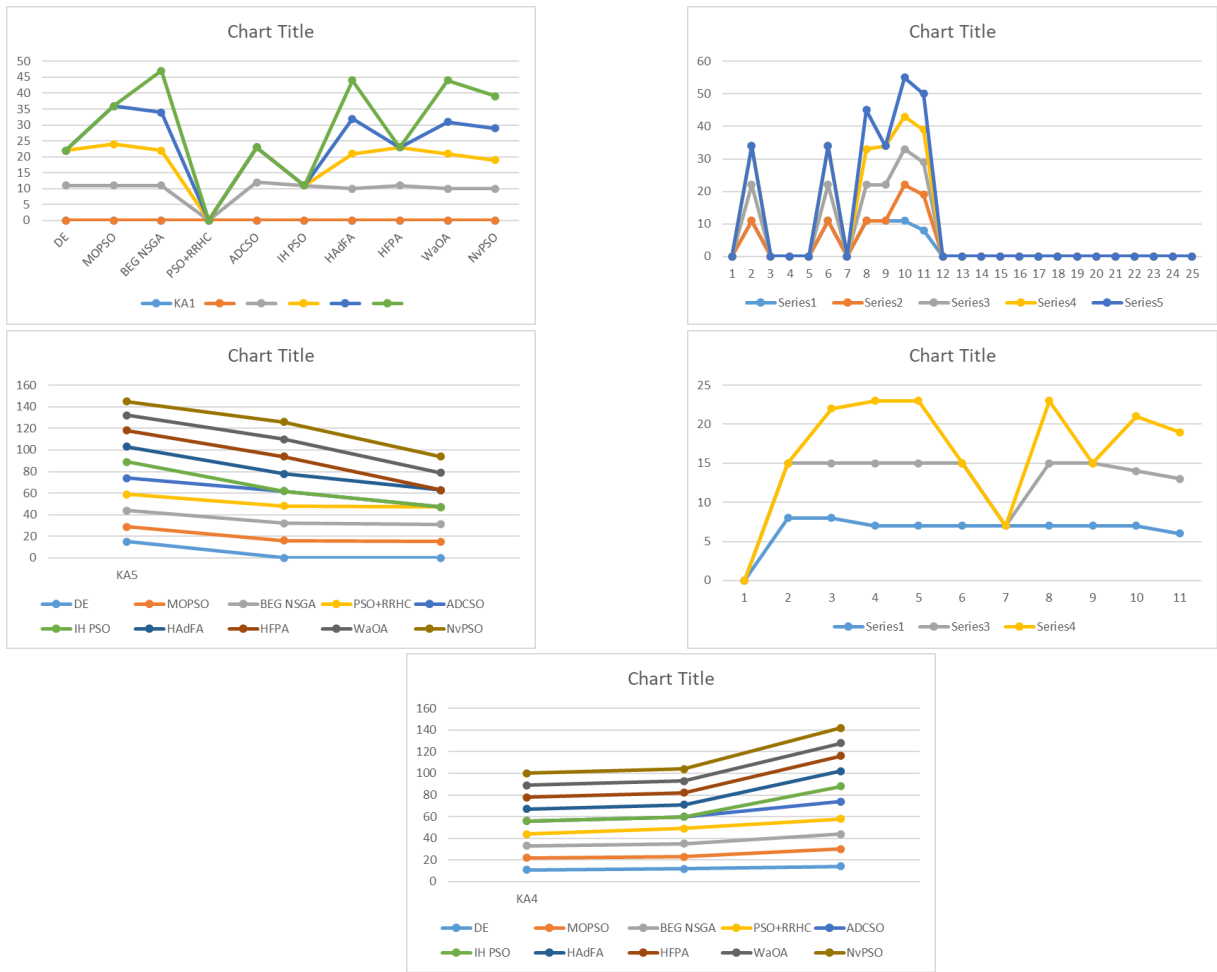 Chart Title
50
45
40
35
30
25
20
15
10
5
0
DE MOPSO BEG NSGA PSO+RRHC ADCSO IH PSO HAdFA HFPA WaOA NvPSO
KA1
Chart Title
60
50
40
30
20
10
0
1 2 3 4 5 6 7 8 9 10 11 12 13 14 15 16 17 18 19 20 21 22 23 24 25
Series1 Series2 Series3 Series4 Series5
Chart Title
160
140
120
100
80
60
40
20
0
KA5
DE MOPSO BEG NSGA PSO+RRHC ADCSO
IH PSO HAdFA HFPA WaOA NvPSO
Chart Title
25
20
15
10
5
0
1 2 3 4 5 6 7 8 9 10 11
Series1 Series3 Series4
Chart Title
160
140
120
100
80
60
40
20
0
KA4
DE MOPSO BEG NSGA PSO+RRHC ADCSO
IH PSO HAdFA HFPA WaOA NvPSO